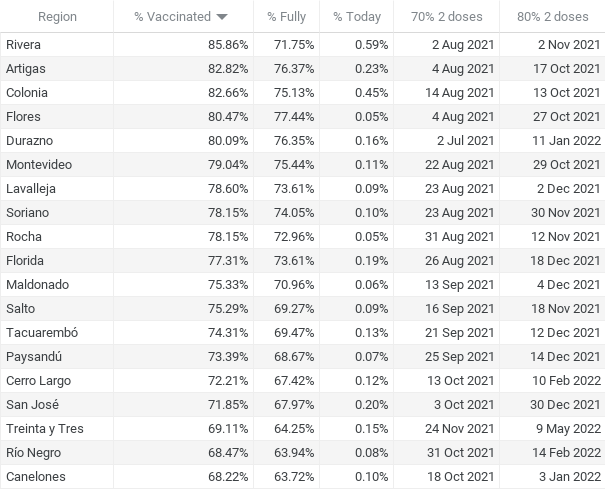 Region % Vaccinated % Fully % Today 70% 2 doses 80% 2 doses
Rivera 85.86% 71.75% 0.59% 2 Aug 2021 2 Nov 2021
Artigas 82.82% 76.37% 0.23% 4 Aug 2021 17 Oct 2021
Colonia 82.66% 75.13% 0.45% 14 Aug 2021 13 Oct 2021
Flores 80.47% 77.44% 0.05% 4 Aug 2021 27 Oct 2021
Durazno 80.09% 76.35% 0.16% 2 Jul 2021 11 Jan 2022
Montevideo 79.04% 75.44% 0.11% 22 Aug 2021 29 Oct 2021
Lavalleja 78.60% 73.61% 0.09% 23 Aug 2021 2 Dec 2021
Soriano 78.15% 74.05% 0.10% 23 Aug 2021 30 Nov 2021
Rocha 78.15% 72.96% 0.05% 31 Aug 2021 12 Nov 2021
Florida 77.31% 73.61% 0.19% 26 Aug 2021 18 Dec 2021
Maldonado 75.33% 70.96% 0.06% 13 Sep 2021 4 Dec 2021
Salto 75.29% 69.27% 0.09% 16 Sep 2021 18 Nov 2021
Tacuarembó 74.31% 69.47% 0.13% 21 Sep 2021 12 Dec 2021
Paysandú 73.39% 68.67% 0.07% 25 Sep 2021 14 Dec 2021
Cerro Largo 72.21% 67.42% 0.12% 13 Oct 2021 10 Feb 2022
San José 71.85% 67.97% 0.20% 3 Oct 2021 30 Dec 2021
Treinta y Tres 69.11% 64.25% 0.15% 24 Nov 2021 9 May 2022
Río Negro 68.47% 63.94% 0.08% 31 Oct 2021 14 Feb 2022
Canelones 68.22% 63.72% 0.10% 18 Oct 2021 3 Jan 2022